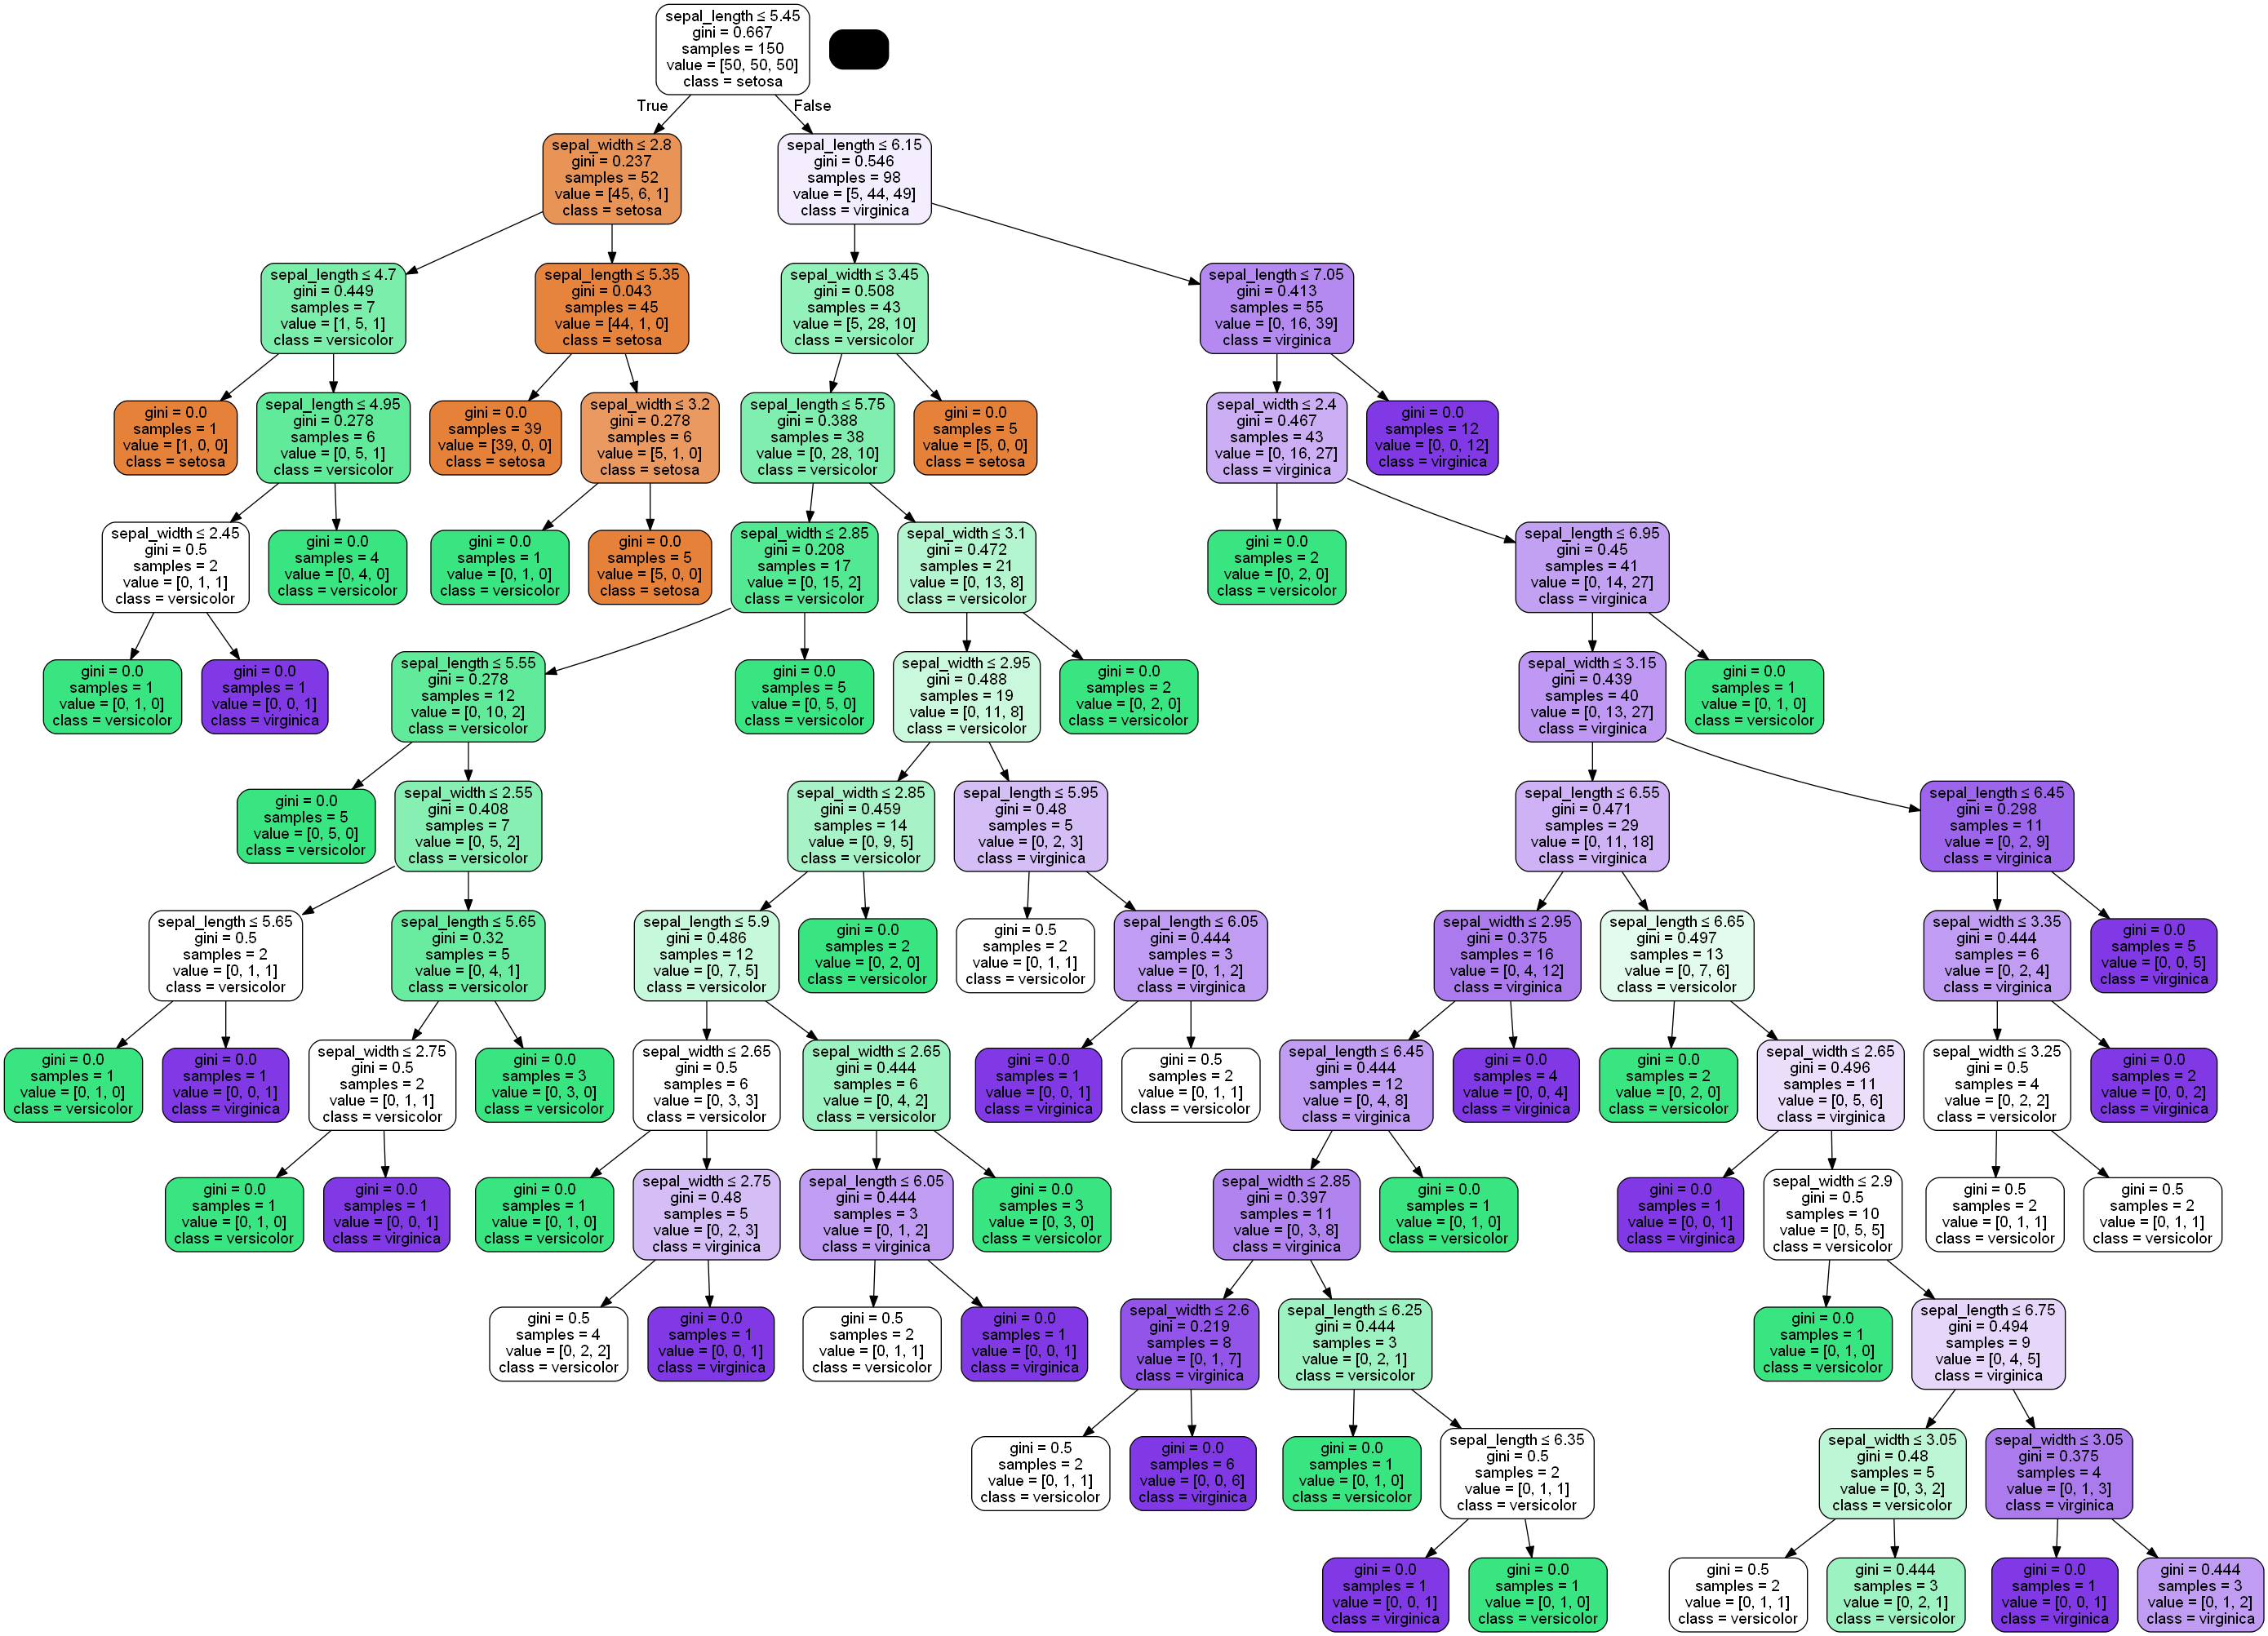 sepal_length ≤ 5.45
gini = 0.667
samples = 150
value = [50, 50, 50]
class = setosa
True
False
sepal_width ≤ 2.8
gini = 0.237
samples = 52
value = [45, 6, 1]
class = setosa
sepal_length ≤ 6.15
gini = 0.546
samples = 98
value = [5, 44, 49]
class = virginica
sepal_length ≤ 4.7
gini = 0.449
samples = 7
value = [1, 5, 1]
class = versicolor
sepal_length ≤ 5.35
gini = 0.043
samples = 45
value = [44, 1, 0]
class = setosa
sepal_width ≤ 3.45
gini = 0.508
samples = 43
value = [5, 28, 10]
class = versicolor
sepal_length ≤ 7.05
gini = 0.413
samples = 55
value = [0, 16, 39]
class = virginica
gini = 0.0
samples = 1
value = [1, 0, 0]
class = setosa
sepal_length ≤ 4.95
gini = 0.278
samples = 6
value = [0, 5, 1]
class = versicolor
gini = 0.0
samples = 39
value = [39, 0, 0]
class = setosa
sepal_width ≤ 3.2
gini = 0.278
samples = 6
value = [5, 1, 0]
class = setosa
sepal_length ≤ 5.75
gini = 0.388
samples = 38
value = [0, 28, 10]
class = versicolor
gini = 0.0
samples = 5
value = [5, 0, 0]
class = setosa
sepal_width ≤ 2.4
gini = 0.467
samples = 43
value = [0, 16, 27]
class = virginica
gini = 0.0
samples = 12
value = [0, 0, 12]
class = virginica
sepal_width ≤ 2.45
gini = 0.5
samples = 2
value = [0, 1, 1]
class = versicolor
gini = 0.0
samples = 4
value = [0, 4, 0]
class = versicolor
gini = 0.0
samples = 1
value = [0, 1, 0]
class = versicolor
gini = 0.0
samples = 5
value = [5, 0, 0]
class = setosa
sepal_width ≤ 2.85
gini = 0.208
samples = 17
value = [0, 15, 2]
class = versicolor
sepal_width ≤ 3.1
gini = 0.472
samples = 21
value = [0, 13, 8]
class = versicolor
gini = 0.0
samples = 2
value = [0, 2, 0]
class = versicolor
sepal_length ≤ 6.95
gini = 0.45
samples = 41
value = [0, 14, 27]
class = virginica
gini = 0.0
samples = 1
value = [0, 1, 0]
class = versicolor
gini = 0.0
samples = 1
value = [0, 0, 1]
class = virginica
sepal_length ≤ 5.55
gini = 0.278
samples = 12
value = [0, 10, 2]
class = versicolor
gini = 0.0
samples = 5
value = [0, 5, 0]
class = versicolor
sepal_width ≤ 2.95
gini = 0.488
samples = 19
value = [0, 11, 8]
class = versicolor
gini = 0.0
samples = 2
value = [0, 2, 0]
class = versicolor
sepal_width ≤ 3.15
gini = 0.439
samples = 40
value = [0, 13, 27]
class = virginica
gini = 0.0
samples = 1
value = [0, 1, 0]
class = versicolor
gini = 0.0
samples = 5
value = [0, 5, 0]
class = versicolor
sepal_width ≤ 2.55
gini = 0.408
samples = 7
value = [0, 5, 2]
class = versicolor
sepal_width ≤ 2.85
gini = 0.459
samples = 14
value = [0, 9, 5]
class = versicolor
sepal_length ≤ 5.95
gini = 0.48
samples = 5
value = [0, 2, 3]
class = virginica
sepal_length ≤ 6.55
gini = 0.471
samples = 29
value = [0, 11, 18]
class = virginica
sepal_length ≤ 6.45
gini = 0.298
samples = 11
value = [0, 2, 9]
class = virginica
sepal_length ≤ 5.65
gini = 0.5
samples = 2
value = [0, 1, 1]
class = versicolor
sepal_length ≤ 5.65
gini = 0.32
samples = 5
value = [0, 4, 1]
class = versicolor
sepal_length ≤ 5.9
gini = 0.486
samples = 12
value = [0, 7, 5]
class = versicolor
gini = 0.0
samples = 2
value = [0, 2, 0]
class = versicolor
gini = 0.5
samples = 2
value = [0, 1, 1]
class = versicolor
sepal_length ≤ 6.05
gini = 0.444
samples = 3
value = [0, 1, 2]
class = virginica
sepal_width ≤ 2.95
gini = 0.375
samples = 16
value = [0, 4, 12]
class = virginica
sepal_length ≤ 6.65
gini = 0.497
samples = 13
value = [0, 7, 6]
class = versicolor
sepal_width ≤ 3.35
gini = 0.444
samples = 6
value = [0, 2, 4]
class = virginica
gini = 0.0
samples = 5
value = [0, 0, 5]
class = virginica
gini = 0.0
samples = 1
value = [0, 1, 0]
class = versicolor
gini = 0.0
samples = 1
value = [0, 0, 1]
class = virginica
sepal_width ≤ 2.75
gini = 0.5
samples = 2
value = [0, 1, 1]
class = versicolor
gini = 0.0
samples = 3
value = [0, 3, 0]
class = versicolor
sepal_width ≤ 2.65
gini = 0.5
samples = 6
value = [0, 3, 3]
class = versicolor
sepal_width ≤ 2.65
gini = 0.444
samples = 6
value = [0, 4, 2]
class = versicolor
gini = 0.0
samples = 1
value = [0, 0, 1]
class = virginica
gini = 0.5
samples = 2
value = [0, 1, 1]
class = versicolor
sepal_length ≤ 6.45
gini = 0.444
samples = 12
value = [0, 4, 8]
class = virginica
gini = 0.0
samples = 4
value = [0, 0, 4]
class = virginica
gini = 0.0
samples = 2
value = [0, 2, 0]
class = versicolor
sepal_width ≤ 2.65
gini = 0.496
samples = 11
value = [0, 5, 6]
class = virginica
sepal_width ≤ 3.25
gini = 0.5
samples = 4
value = [0, 2, 2]
class = versicolor
gini = 0.0
samples = 2
value = [0, 0, 2]
class = virginica
gini = 0.0
samples = 1
value = [0, 1, 0]
class = versicolor
gini = 0.0
samples = 1
value = [0, 0, 1]
class = virginica
gini = 0.0
samples = 1
value = [0, 1, 0]
class = versicolor
sepal_width ≤ 2.75
gini = 0.48
samples = 5
value = [0, 2, 3]
class = virginica
sepal_length ≤ 6.05
gini = 0.444
samples = 3
value = [0, 1, 2]
class = virginica
gini = 0.0
samples = 3
value = [0, 3, 0]
class = versicolor
sepal_width ≤ 2.85
gini = 0.397
samples = 11
value = [0, 3, 8]
class = virginica
gini = 0.0
samples = 1
value = [0, 1, 0]
class = versicolor
gini = 0.0
samples = 1
value = [0, 0, 1]
class = virginica
sepal_width ≤ 2.9
gini = 0.5
samples = 10
value = [0, 5, 5]
class = versicolor
gini = 0.5
samples = 2
value = [0, 1, 1]
class = versicolor
gini = 0.5
samples = 2
value = [0, 1, 1]
class = versicolor
gini = 0.5
samples = 4
value = [0, 2, 2]
class = versicolor
gini = 0.0
samples = 1
value = [0, 0, 1]
class = virginica
gini = 0.5
samples = 2
value = [0, 1, 1]
class = versicolor
gini = 0.0
samples = 1
value = [0, 0, 1]
class = virginica
sepal_width ≤ 2.6
gini = 0.219
samples = 8
value = [0, 1, 7]
class = virginica
sepal_length ≤ 6.25
gini = 0.444
samples = 3
value = [0, 2, 1]
class = versicolor
gini = 0.0
samples = 1
value = [0, 1, 0]
class = versicolor
sepal_length ≤ 6.75
gini = 0.494
samples = 9
value = [0, 4, 5]
class = virginica
gini = 0.5
samples = 2
value = [0, 1, 1]
class = versicolor
gini = 0.0
samples = 6
value = [0, 0, 6]
class = virginica
gini = 0.0
samples = 1
value = [0, 1, 0]
class = versicolor
sepal_length ≤ 6.35
gini = 0.5
samples = 2
value = [0, 1, 1]
class = versicolor
sepal_width ≤ 3.05
gini = 0.48
samples = 5
value = [0, 3, 2]
class = versicolor
sepal_width ≤ 3.05
gini = 0.375
samples = 4
value = [0, 1, 3]
class = virginica
gini = 0.0
samples = 1
value = [0, 0, 1]
class = virginica
gini = 0.0
samples = 1
value = [0, 1, 0]
class = versicolor
gini = 0.5
samples = 2
value = [0, 1, 1]
class = versicolor
gini = 0.444
samples = 3
value = [0, 2, 1]
class = versicolor
gini = 0.0
samples = 1
value = [0, 0, 1]
class = virginica
gini = 0.444
samples = 3
value = [0, 1, 2]
class = virginica